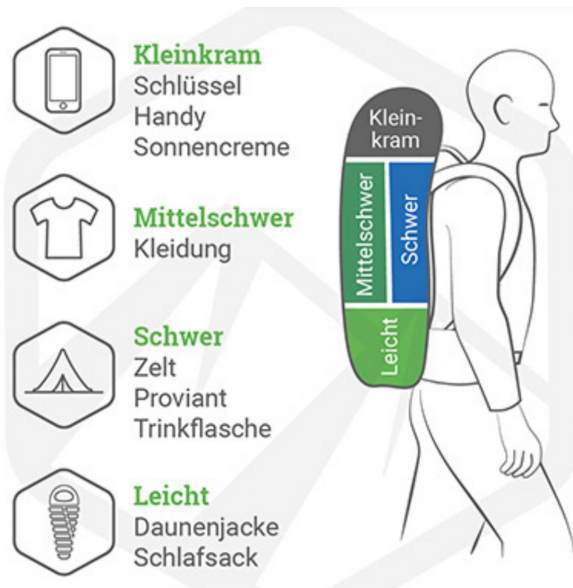 Kleinkram
Schlüssel
Handy
Sonnencreme
Mittelschwer
Kleidung
Schwer
Zelt
Proviant
Trinkflasche
Leicht
Daunenjacke
Schlafsack
Klein-
kram
Mittelschwer
Schwer
Leicht